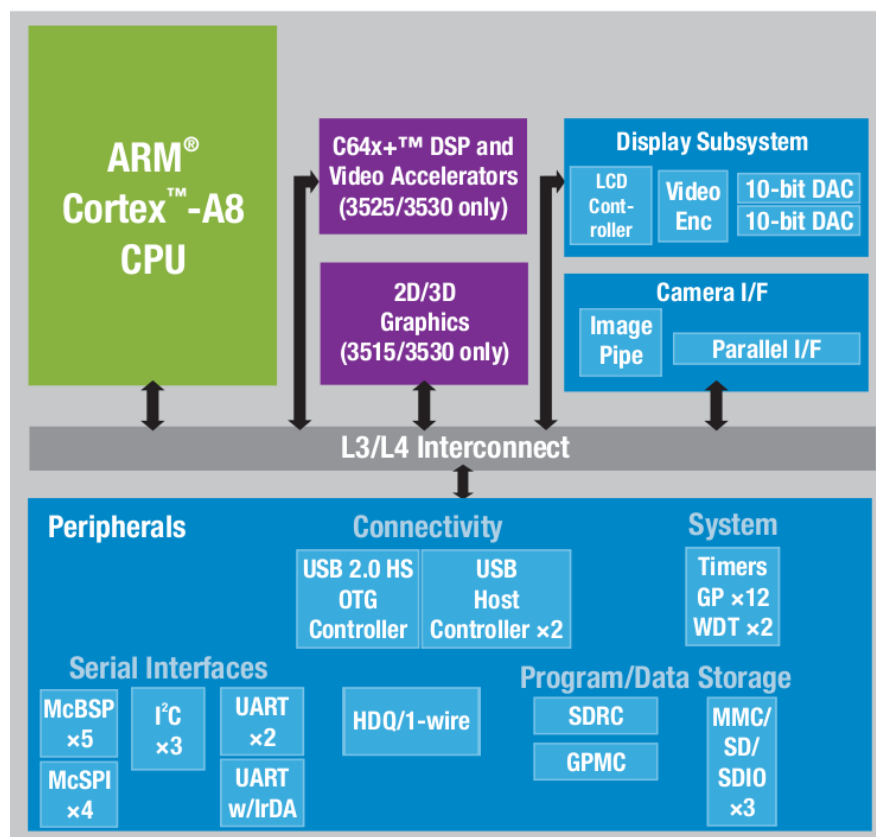 ARM®
Cortex™-A8
CPU
C64x+™ DSP and
Video Accelerators
(3525/3530 only)
2D/3D
Graphics
(3515/3530 only)
Display Subsystem
LCD
Cont-
roller
Video
Enc
10-bit DAC
10-bit DAC
Camera I/F
Image
Pipe
Parallel I/F
L3/L4 Interconnect
Peripherals
Connectivity
USB 2.0 HS
OTG
Controller
USB
Host
Controller ×2
System
Timers
GP ×12
WDT ×2
Serial Interfaces
McBSP
×5
McSPI
×4
I²C
×3
UART
×2
UART
w/IrDA
HDQ/1-wire
Program/Data Storage
SDRC
GPMC
MMC/
SD/
SDIO
×3